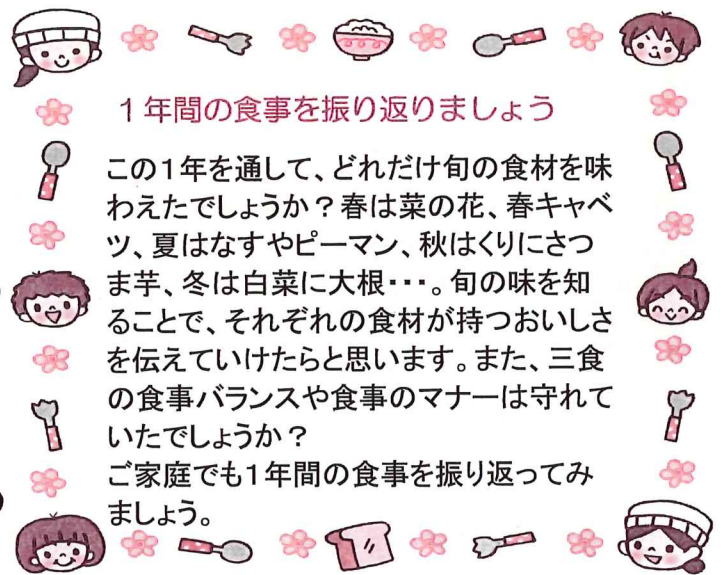 1年間の食事を振り返りましょう
この1年を通して、どれだけ旬の食材を味
わえたでしょうか?春は菜の花、春キャベ
ツ、夏はなすやピーマン、秋はくりにさつ
ま芋、冬は白菜に大根・・・。旬の味を知
ることで、それぞれの食材が持つおいしさ
を伝えていけたらと思います。また、三食
の食事バランスや食事のマナーは守れて
いたでしょうか?
ご家庭でも1年間の食事を振り返ってみ
ましょう。